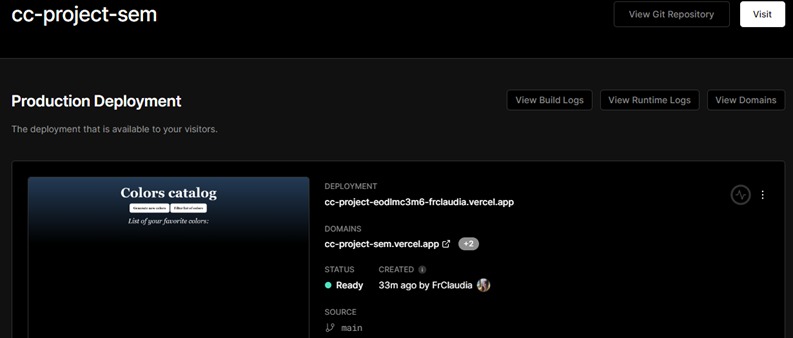 cc-project-sem
View Git Repository
Visit
Production Deployment
View Build Logs
View Runtime Logs
View Domains
The deployment that is available to your visitors.
Colors catalog
Generate new colors
Filter list of colors
List of your favorite colors:
DEPLOYMENT
cc-project-eodlmc3m6-frclaudia.vercel.app
DOMAINS
cc-project-sem.vercel.app
+2
STATUS
CREATED
Ready
33m ago by FrClaudia
SOURCE
main